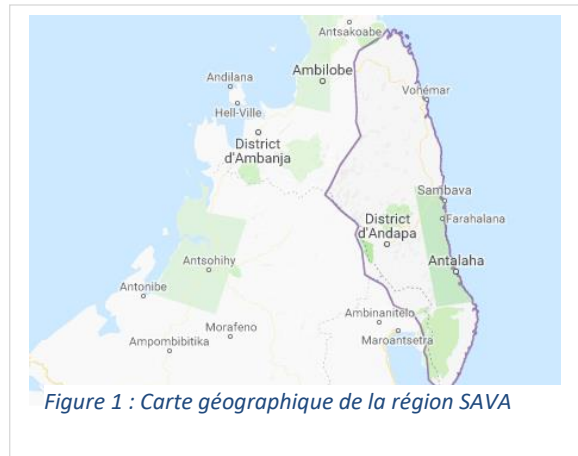 Antsakoabe
Ambilobe
Andilana
Hell-Ville
Vohémar
District
d'Ambanja
Sambava
Farahalana
District
d'Andapa
Antsohihy
Antalaha
Antonibe
Ambinanitelo
Morafeno
Maroantsetra
Ampombibitika
Figure 1 : Carte géographique de la région SAVA